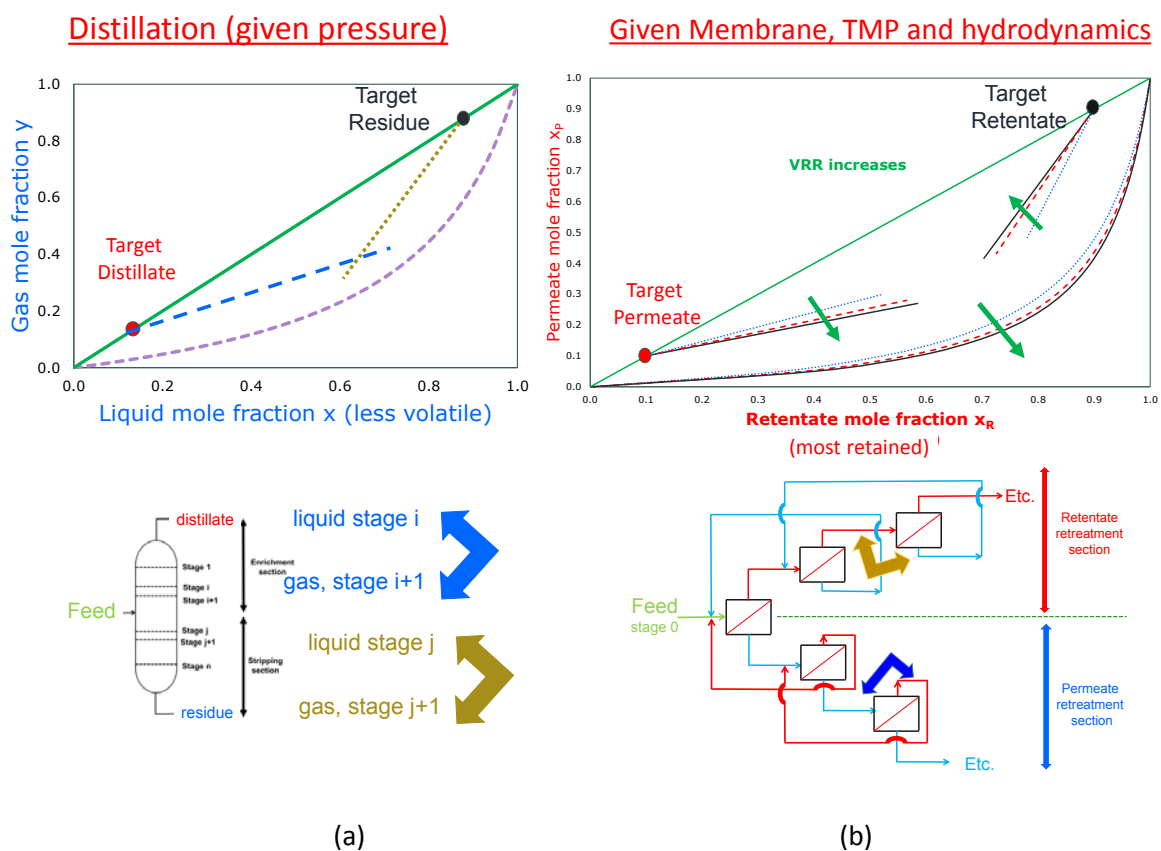 Distillation (given pressure)
Gas mole fraction y
1.0
0.8
0.6
0.4
0.2
0.0
0.0
0.2
0.4
0.6
0.8
1.0
Target
Residue
Target
Distillate
Liquid mole fraction x (less volatile)
Given Membrane, TMP and hydrodynamics
Permeate mole fraction xP
1.0
0.9
0.8
0.7
0.6
0.5
0.4
0.3
0.2
0.1
0.0
0.0
0.1
0.2
0.3
0.4
0.5
0.6
0.7
0.8
0.9
1.0
Target
Retentate
VRR increases
Target
Permeate
Retentate mole fraction xR
(most retained)
distillate
Stage 1
Stage i
Stage i+1
Stage j
Stage j+1
Stage n
Feed
residue
Enrichment
section
Stripping
section
liquid stage i
gas, stage i+1
liquid stage j
gas, stage j+1
Etc.
Retentate
retreatment
section
Feed
stage 0
Permeate
retreatment
section
Etc.
(a)
(b)